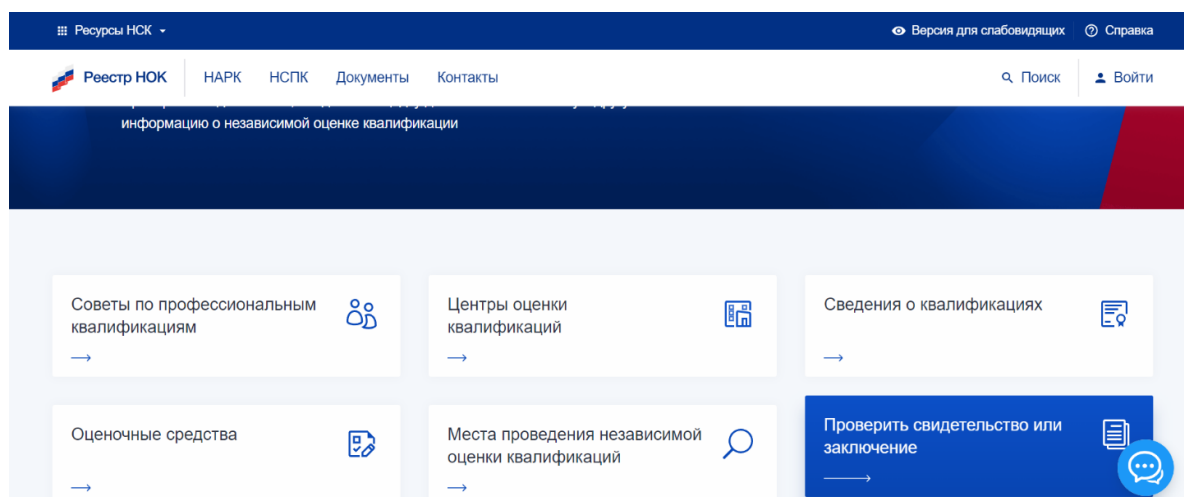 Ресурсы НСК
Версия для слабовидящих
Справка
Реестр НОК
НАРК
НСПК
Документы
Контакты
Поиск
Войти
информацию о независимой оценке квалификации
Советы по профессиональным
квалификациям
Центры оценки
квалификаций
Сведения о квалификациях
Оценочные средства
Места проведения независимой
оценки квалификаций
Проверить свидетельство или
заключение